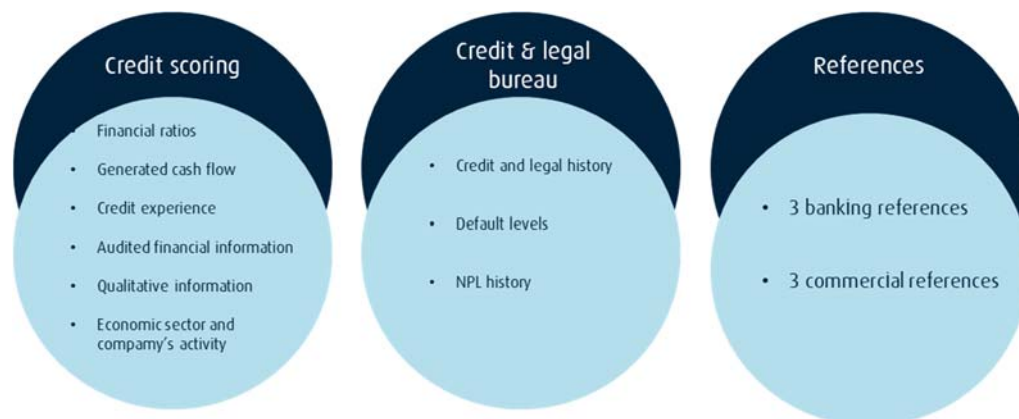 Credit scoring
• Financial ratios
• Generated cash flow
• Credit experience
• Audited financial information
• Qualitative information
• Economic sector and
compamy's activity
Credit & legal
bureau
• Credit and legal history
• Default levels
• NPL history
References
• 3 banking references
• 3 commercial references